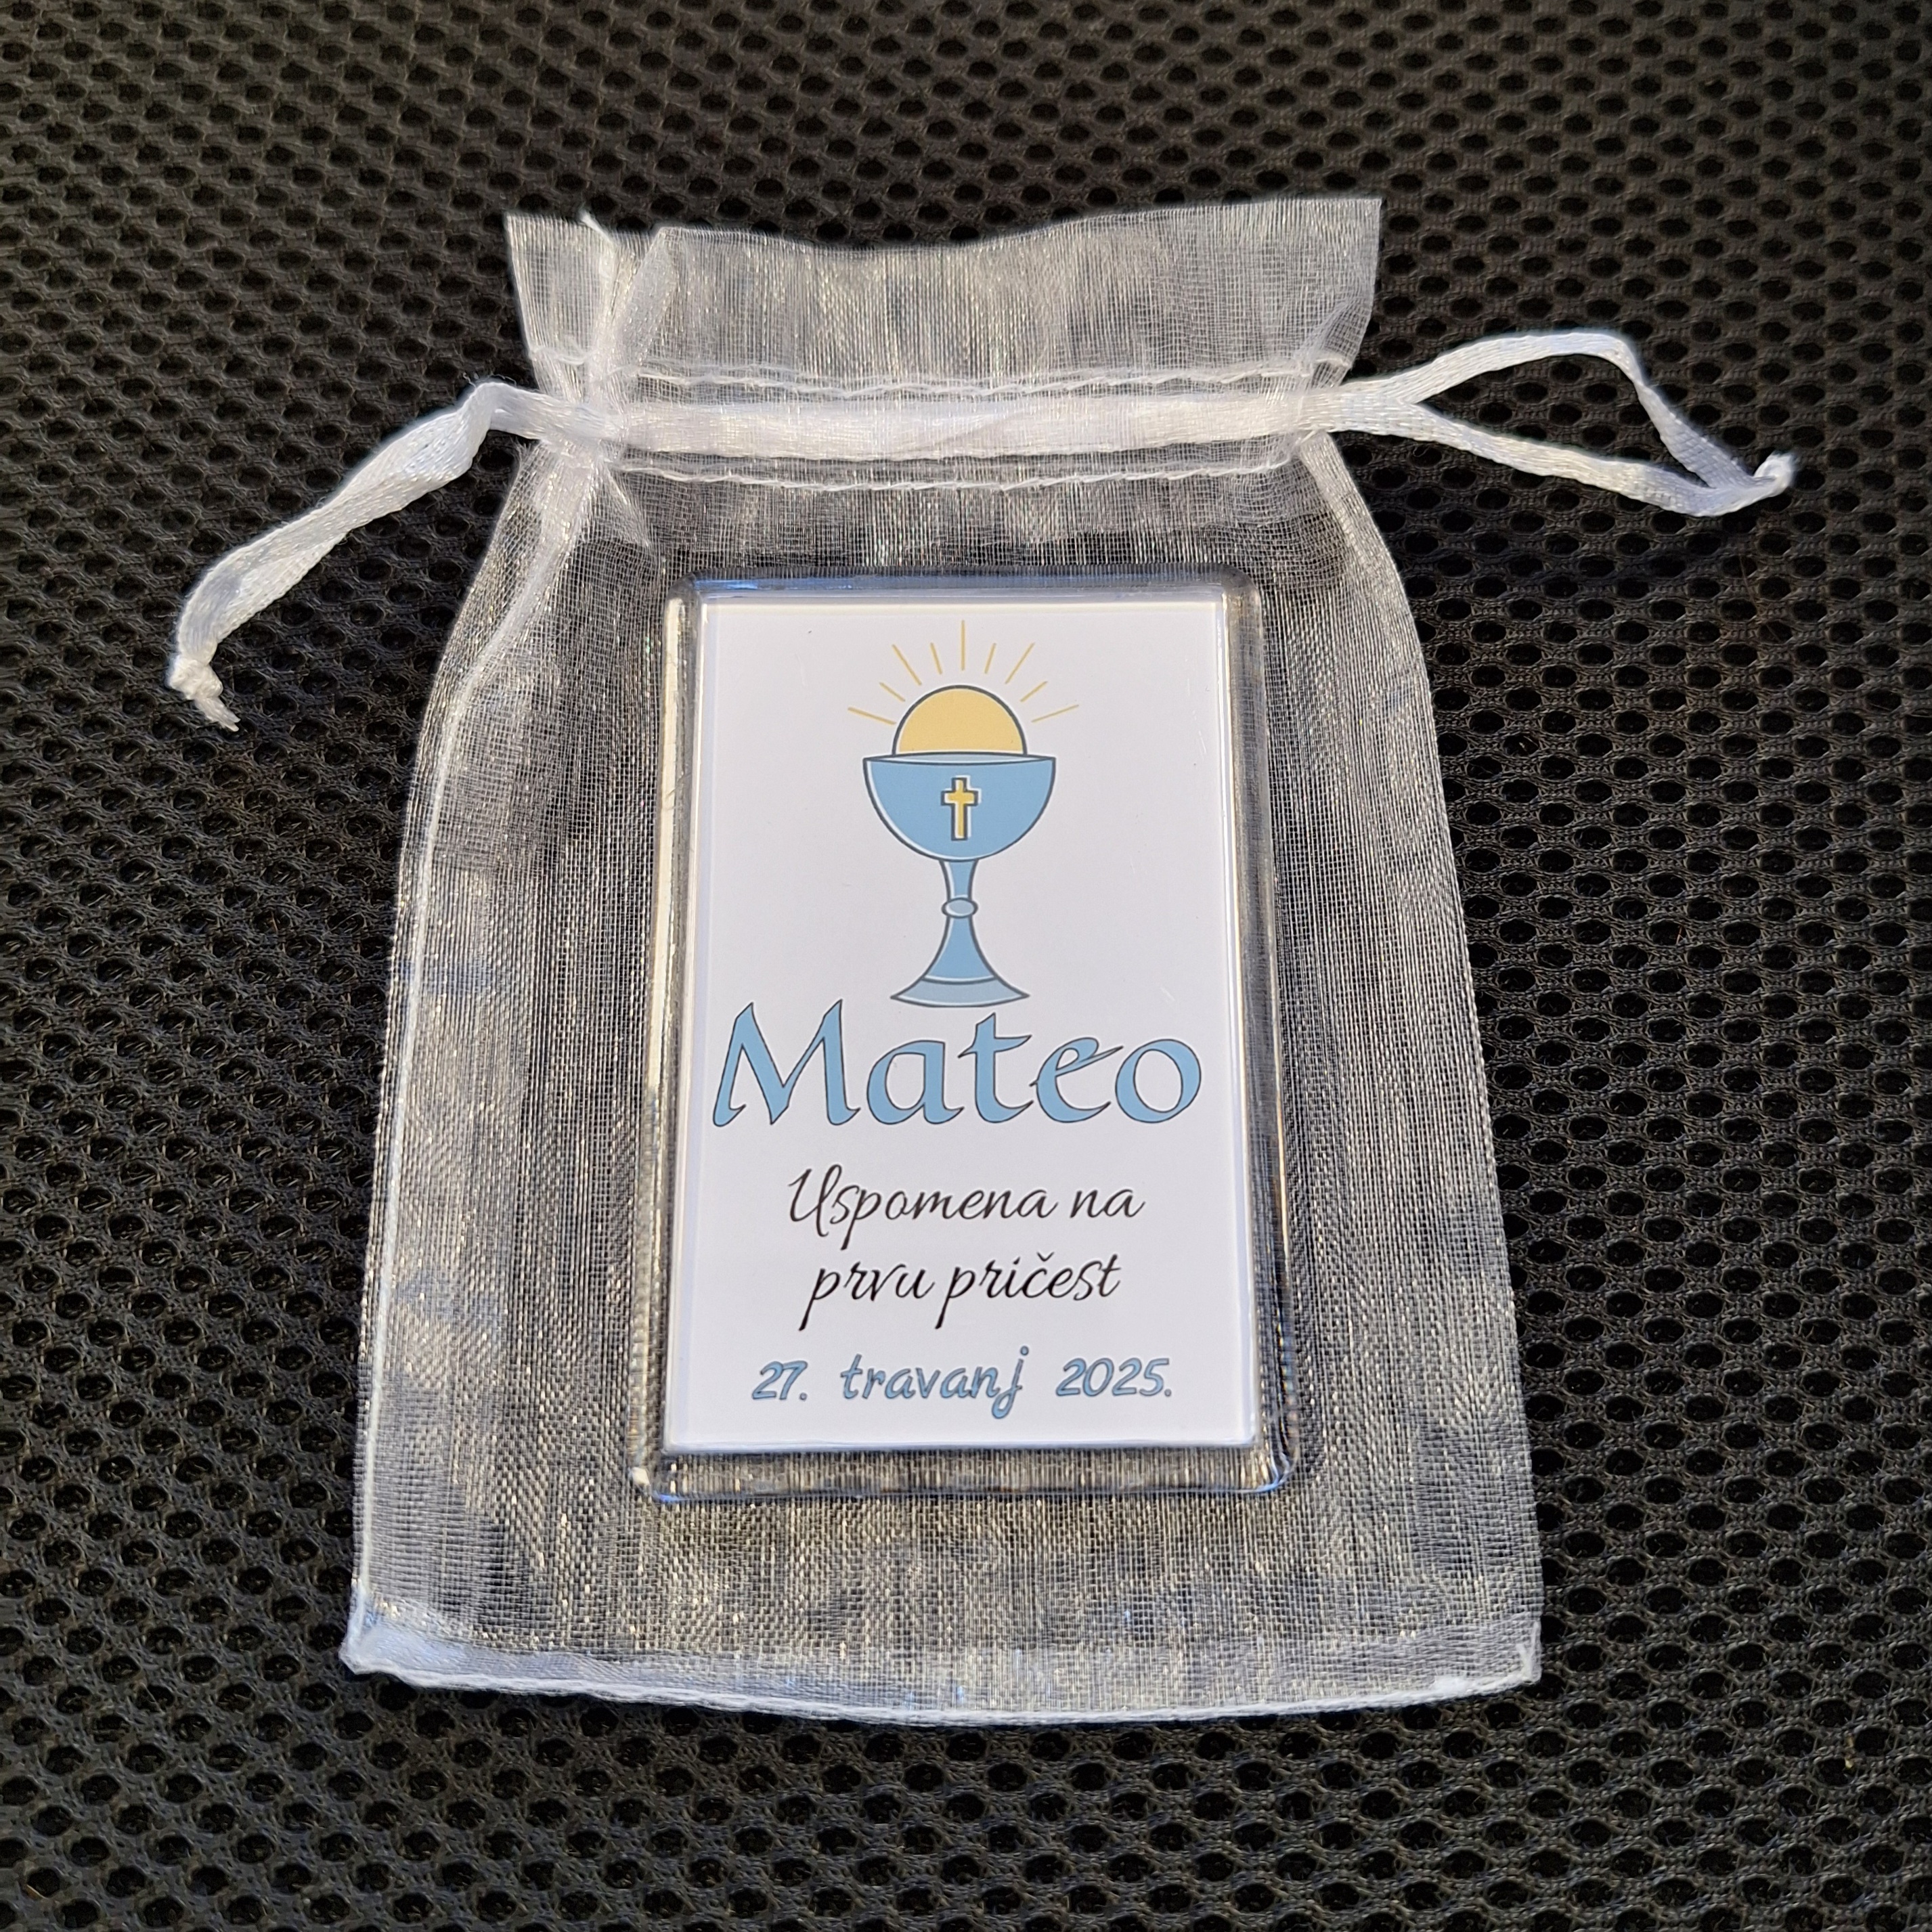 Mateo
Uspomena na
prvu pričest
27. travanj 2025.